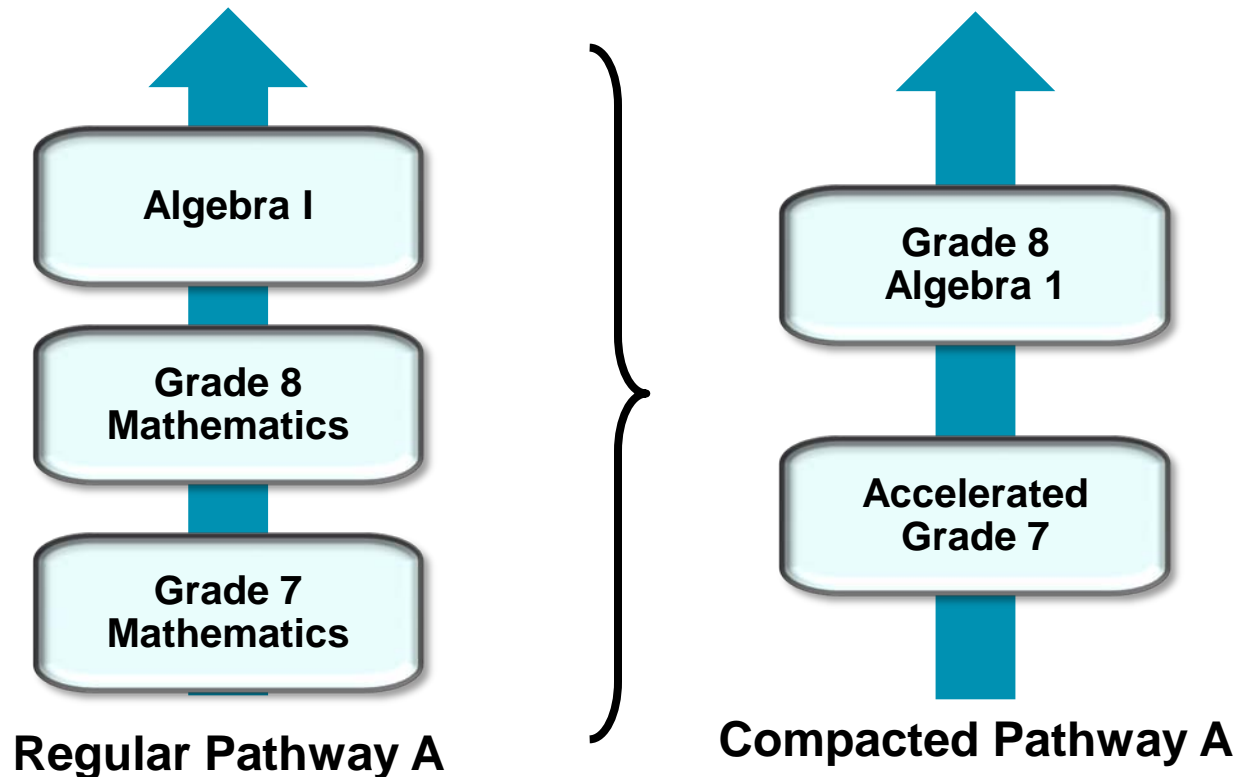 Algebra I
Grade 8
Mathematics
Grade 7
Mathematics
Regular Pathway A
Grade 8
Algebra 1
Accelerated
Grade 7
Compacted Pathway A